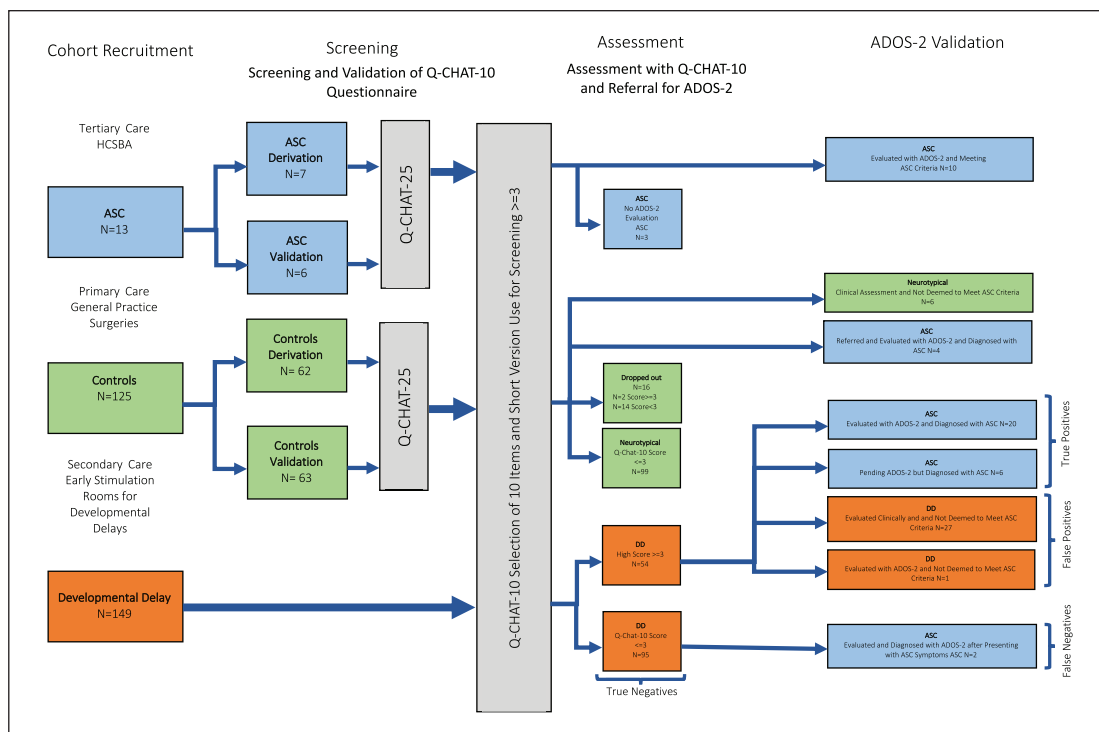 Cohort Recruitment
Screening
Assessment
ADOS-2 Validation
Screening and Validation of Q-CHAT-10
Questionnaire
Assessment with Q-CHAT-10
and Referral for ADOS-2
Tertiary Care
HCSBA
ASC
N=13
Primary Care
General Practice
Surgeries
Controls
N=125
Secondary Care
Early Stimulation
Rooms for
Developmental
Delays
Developmental Delay
N=149
ASC
Derivation
N=7
ASC
Validation
N=6
Controls
Derivation
N= 62
Controls
Validation
N= 63
Q-CHAT-25
Q-CHAT-25
Q-CHAT-10 Selection of 10 Items and Short Version Use for Screening >=3
ASC
No ADOS-2
Evaluation
ASC
N=3
Dropped out
N=16
N=2 Score>=3
N=14 Score<3
Neurotypical
Q-Chat-10 Score
<=3
N=99
DD
High Score >=3
N=54
DD
Q-Chat-10 Score
<=3
N=95
True Negatives
ASC
Evaluated with ADOS-2 and Meeting
ASC Criteria N=10
Neurotypical
Clinical Assessment and Not Deemed to Meet ASC Criteria
N=6
ASC
Referred and Evaluated with ADOS-2 and Diagnosed with
ASC N=4
ASC
Evaluated with ADOS-2 and Diagnosed with ASC N=20
ASC
Pending ADOS-2 but Diagnosed with ASC N=6
DD
Evaluated Clinically and and Not Deemed to Meet ASC
Criteria N=27
DD
Evaluated with ADOS-2 and Not Deemed to Meet ASC
Criteria N=1
ASC
Evaluated and Diagnosed with ADOS-2 after Presenting
with ASC Symptoms ASC N=2
True Positives
False Positives
False Negatives